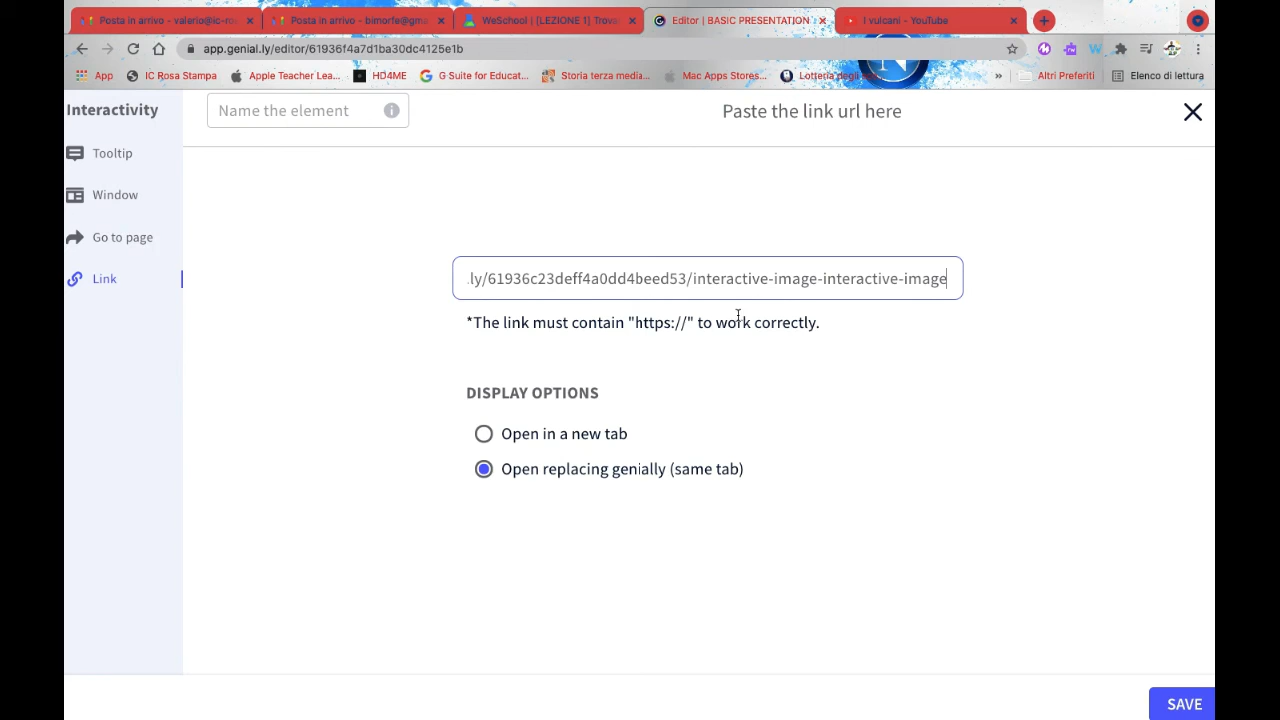 Posta in arrivo - valerio@ic-ro
Posta in arrivo - bimorfe@gma
WeSchool | [LEZIONE 1] Trova
Editor | BASIC PRESENTATION
I vulcani - YouTube
app.genial.ly/editor/61936f4a7d1ba30dc4125e1b
App
IC Rosa Stampa
Apple Teacher Lea...
HD4ME
G Suite for Educat...
Storia terza media...
Mac Apps Stores...
Lotteria degli
»
Altri Preferiti
Elenco di lettura
Interactivity
Name the element
Paste the link url here
Tooltip
Window
Go to page
Link
.ly/61936c23deff4a0dd4beed53/interactive-image-interactive-image
*The link must contain "https://" to work correctly.
DISPLAY OPTIONS
Open in a new tab
Open replacing genially (same tab)
SAVE